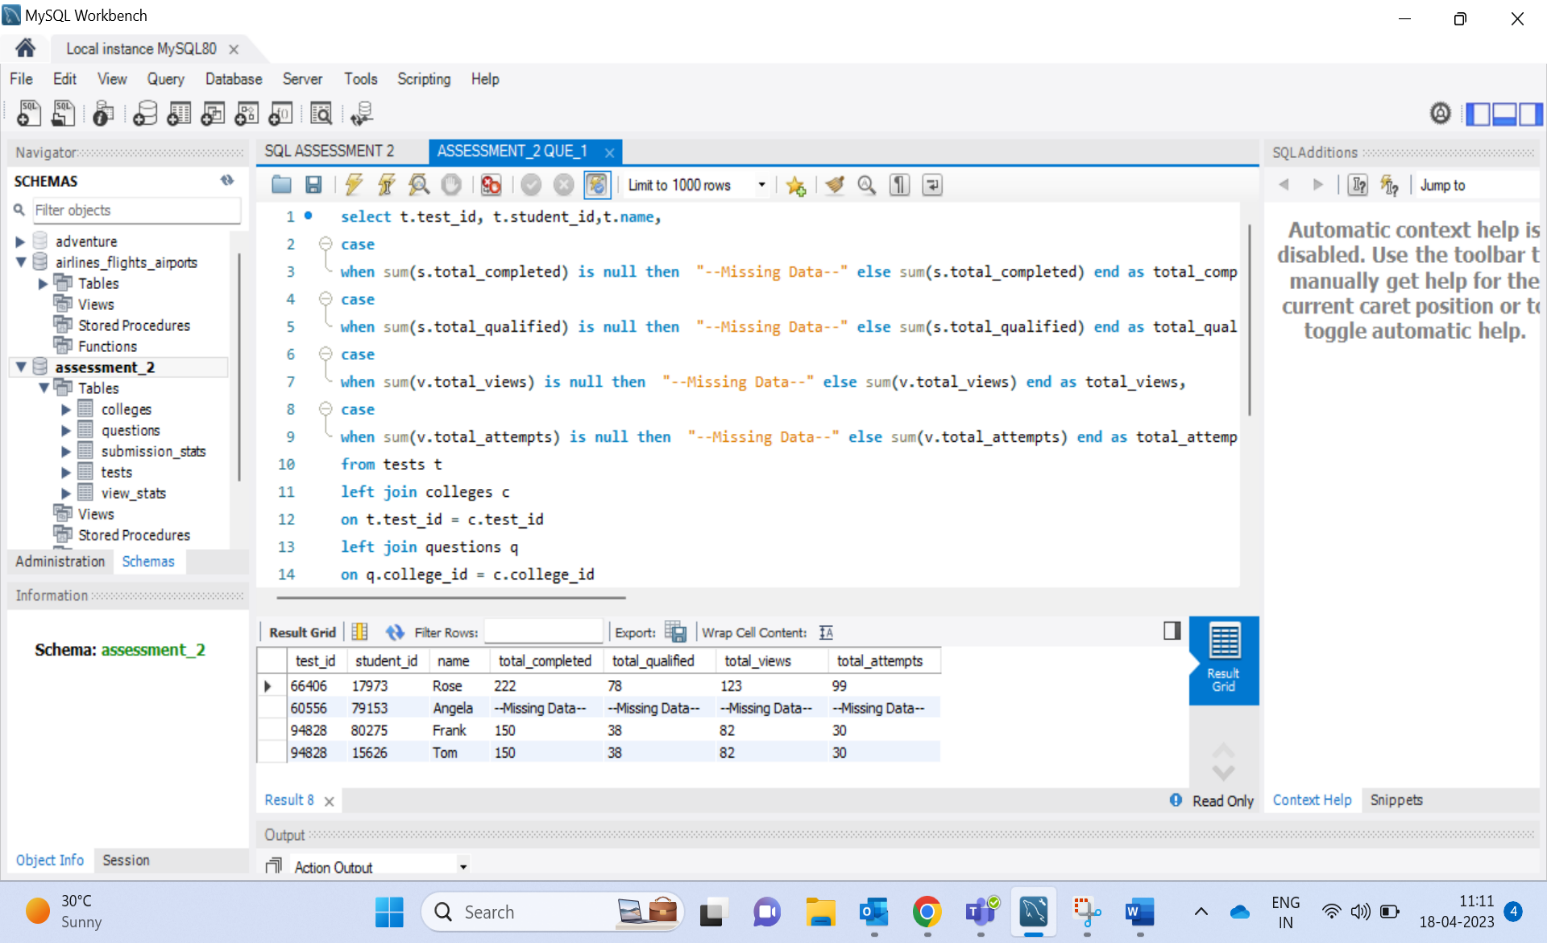 MySQL Workbench
Local instance MySQL80
File Edit View Query Database Server Tools Scripting Help
Navigator
SCHEMAS
Filter objects
adventure
airlines_flights_airports
Tables
Views
Stored Procedures
Functions
assessment_2
Tables
colleges
questions
submission_stats
tests
view_stats
Views
Stored Procedures
Administration Schemas
Information
Schema: assessment_2
Object Info Session
SQL ASSESSMENT 2 ASSESSMENT_2 QUE_1
Limit to 1000 rows
1 select t.test_id, t.student_id,t.name,
2 case
3 when sum(s.total_completed) is null then "--Missing Data--" else sum(s.total_completed) end as total_comp
4 case
5 when sum(s.total_qualified) is null then "--Missing Data--" else sum(s.total_qualified) end as total_qual
6 case
7 when sum(v.total_views) is null then "--Missing Data--" else sum(v.total_views) end as total_views,
8 case
9 when sum(v.total_attempts) is null then "--Missing Data--" else sum(v.total_attempts) end as total_attemp
10 from tests t
11 left join colleges c
12 on t.test_id = c.test_id
13 left join questions q
14 on q.college_id = c.college_id
Result Grid Filter Rows: Export: Wrap Cell Content:
test_id student_id name total_completed total_qualified total_views total_attempts
66406 17973 Rose 222 78 123 99
60556 79153 Angela --Missing Data-- --Missing Data-- --Missing Data-- --Missing Data--
94828 80275 Frank 150 38 82 30
94828 15626 Tom 150 38 82 30
Result
Grid
Result 8
Read Only
Output
Action Output
SQLAdditions
Jump to
Automatic context help is
disabled. Use the toolbar t
manually get help for the
current caret position or to
toggle automatic help.
Context Help Snippets
30°C
Sunny
Search
ENG
IN
11:11
18-04-2023
4